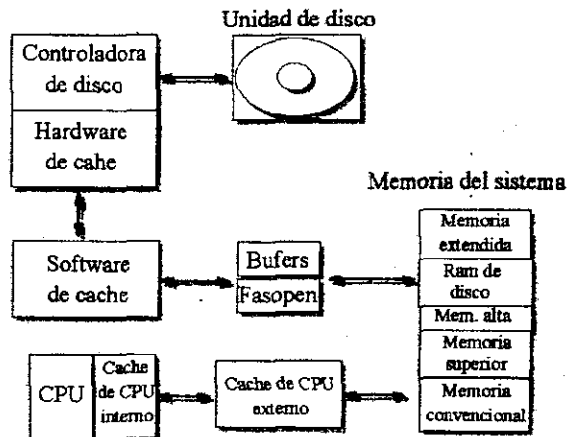 Unidad de disco
Controladora
de disco
Hardware
de cahe
Memoria del sistema
Memoria
extendida
Software
de cache
Bufers
Fasopen
Ram de
disco
Mem. alta
Memoria
superior
CPU
Cache
de CPU
interno
Cache de CPU
externo
Memoria
convencional